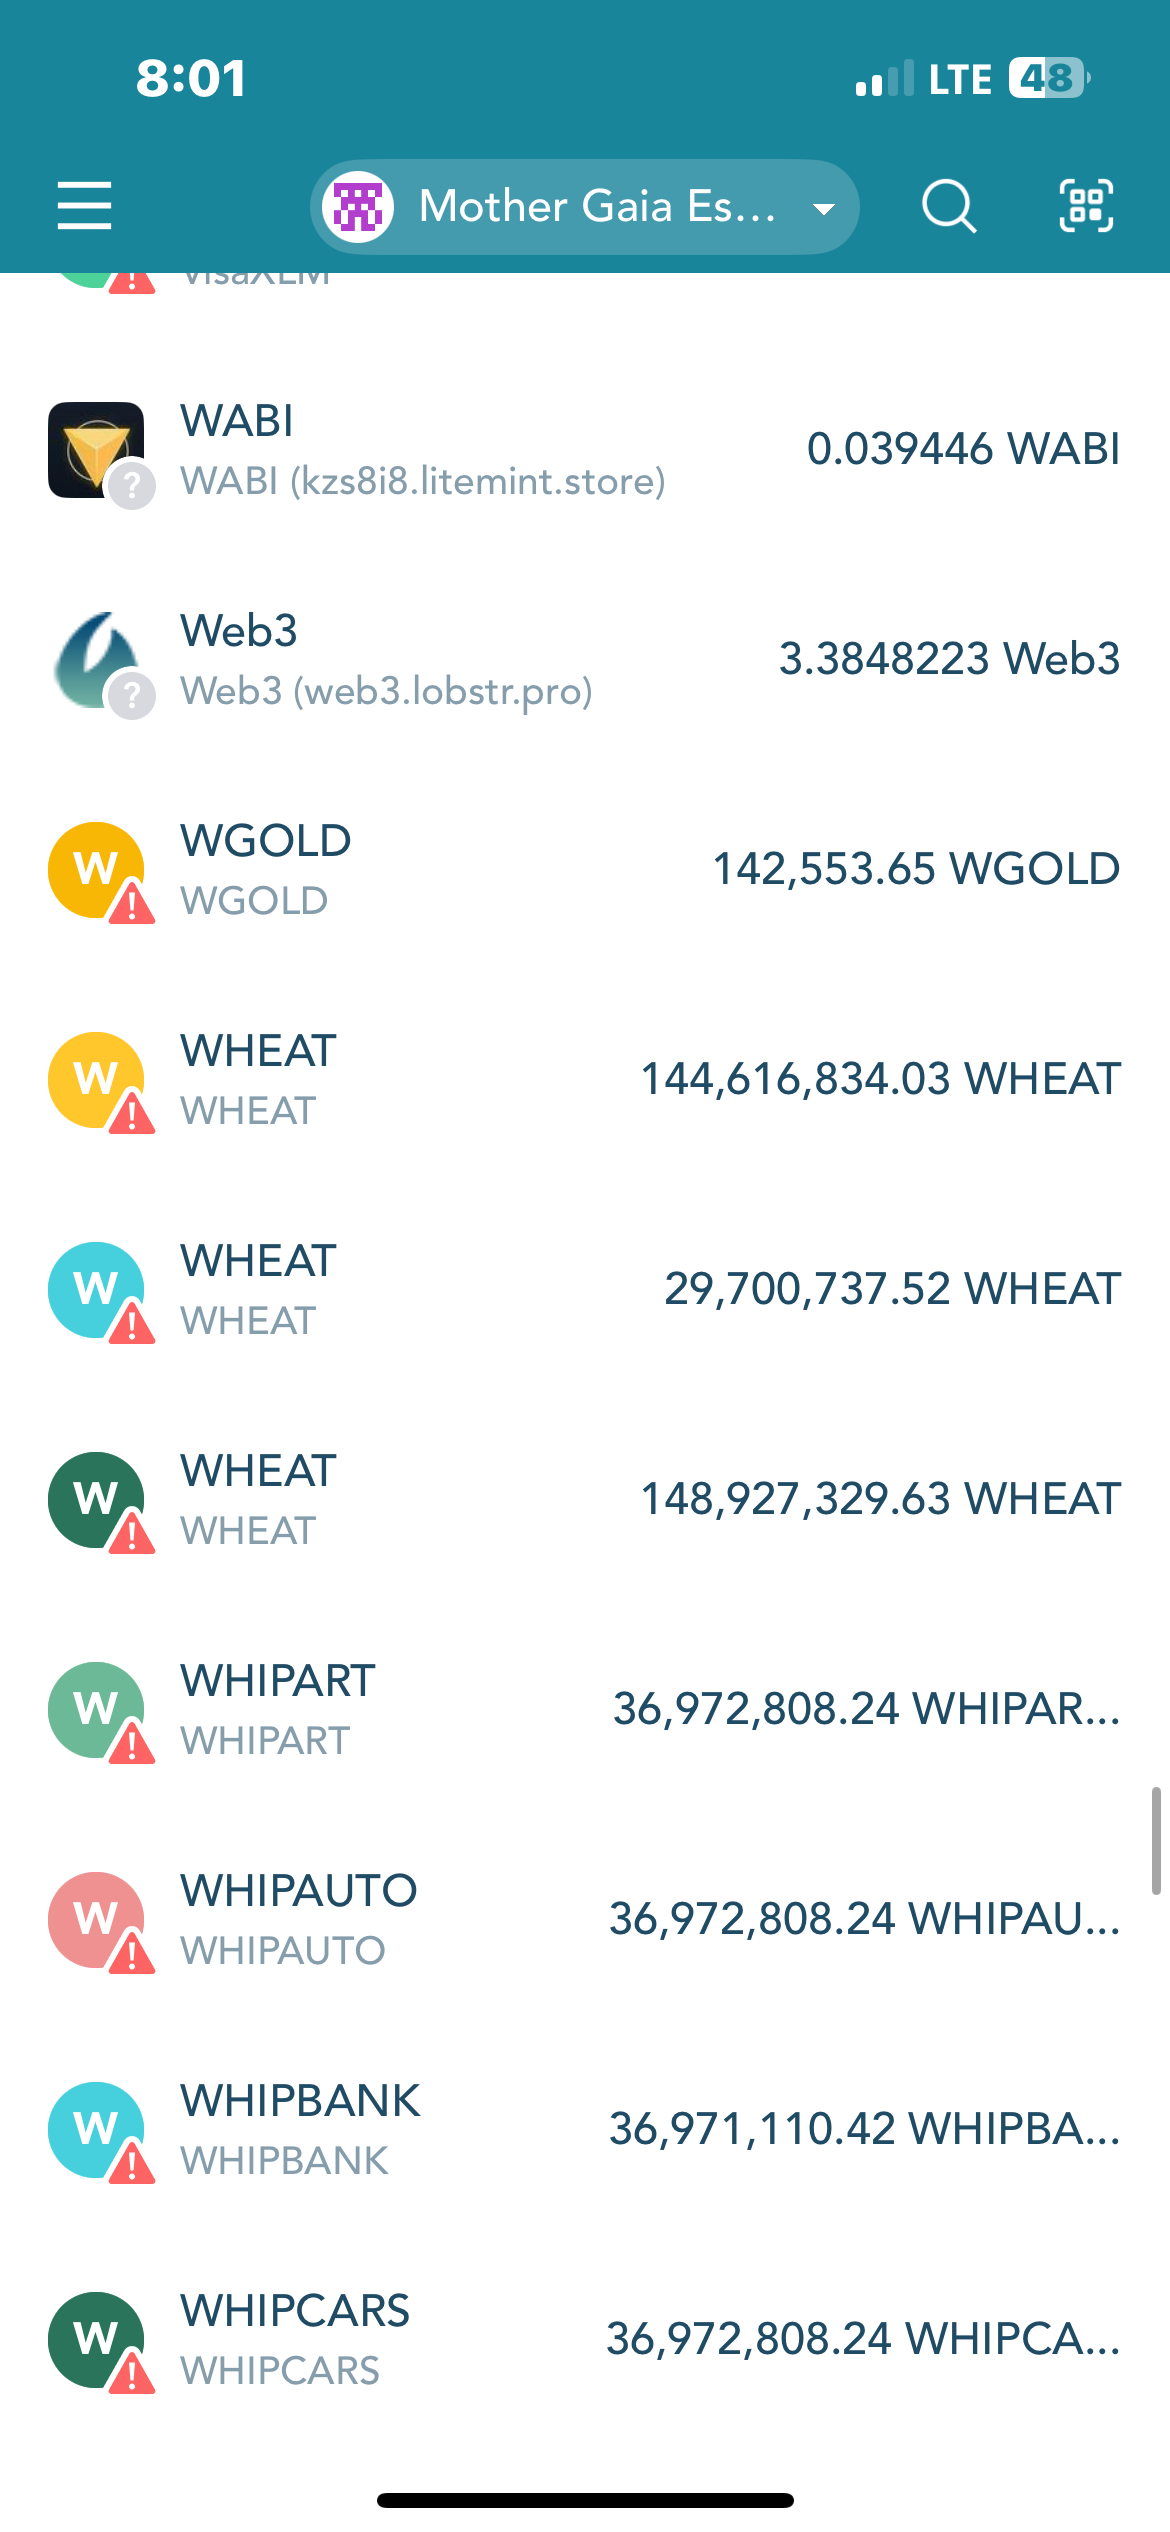 8:01
LTE 48
Mother Gaia Es...
VisaXLM
WABI
WABI (kzs8i8.litemint.store)
0.039446 WABI
Web3
Web3 (web3.lobstr.pro)
3.3848223 Web3
W
WGOLD
WGOLD
142,553.65 WGOLD
W
WHEAT
WHEAT
144,616,834.03 WHEAT
W
WHEAT
WHEAT
29,700,737.52 WHEAT
W
WHEAT
WHEAT
148,927,329.63 WHEAT
W
WHIPART
WHIPART
36,972,808.24 WHIPAR...
W
WHIPAUTO
WHIPAUTO
36,972,808.24 WHIPAU...
W
WHIPBANK
WHIPBANK
36,971,110.42 WHIPBA...
W
WHIPCARS
WHIPCARS
36,972,808.24 WHIPCA...